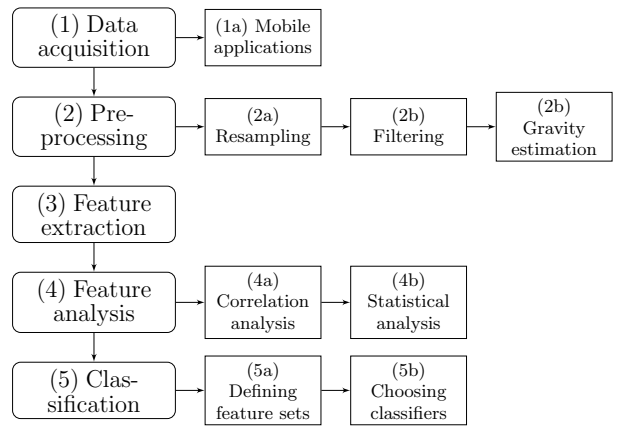 (1) Data
acquisition
(1a) Mobile
applications
(2) Pre-
processing
(2a)
Resampling
(2b)
Filtering
(2b)
Gravity
estimation
(3) Feature
extraction
(4) Feature
analysis
(4a)
Correlation
analysis
(4b)
Statistical
analysis
(5) Clas-
sification
(5a)
Defining
feature sets
(5b)
Choosing
classifiers